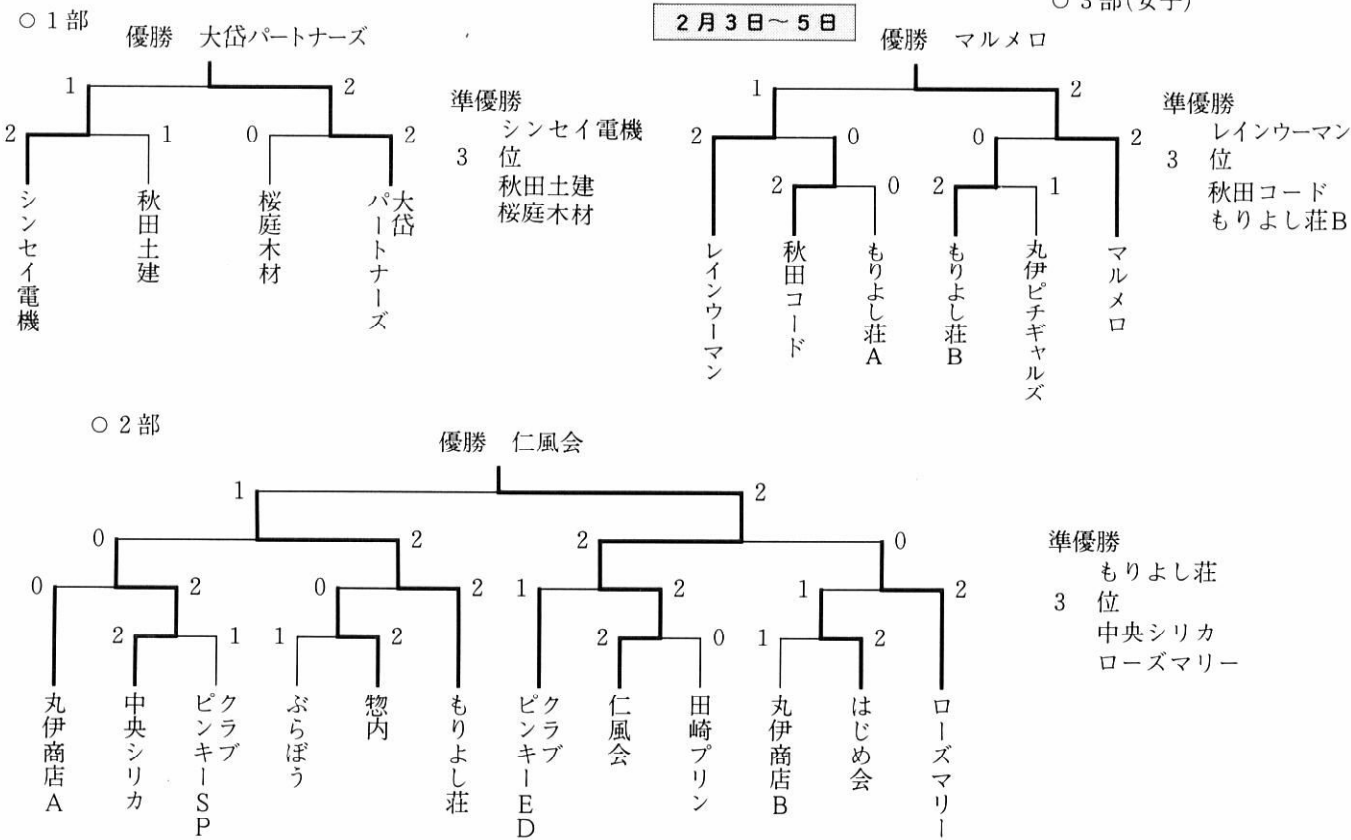 ○1部
優勝 大岱パートナーズ
1 2
2 1 0 2
シンセイ電機
秋田土建
桜庭木材
大岱
パートナーズ
準優勝
シンセイ電機
3 位
秋田土建
桜庭木材
2月3日～5日
○3部(女子)
優勝 マルメロ
1 2
2 0 0 2
2 0 2 1
レインウーマン
秋田コード
もりよし荘A
もりよし荘B
丸伊ピチギャルズ
マルメロ
準優勝
レインウーマン
3 位
秋田コード
もりよし荘B
○2部
優勝 仁風会
1 2
0 2 2 0
0 2 0 2 1 2 1 2
2 1 1 2 2 0 1 2
丸伊商店A
中央シリカ
クラブ
ピンキーSP
ぶらぼう
惣内
もりよし荘
クラブ
ピンキーED
仁風会
田崎プリン
丸伊商店B
はじめ会
ローズマリー
準優勝
もりよし荘
3 位
中央シリカ
ローズマリー